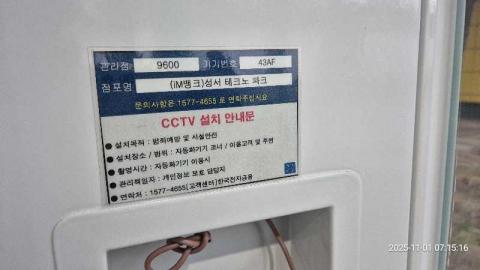 관리점 9600 기기번호 43AF
점포명 (iM뱅크)성서 테크노 파크
문의사항은 1577-4655 로 연락주십시요
CCTV 설치 안내문
● 설치목적 : 범죄예방 및 시설안전
● 설치장소 / 범위 : 자동화기기 코너 / 이용고객 및 주변
● 촬영시간 : 자동화기기 이용시
● 관리책임자 : 개인정보 보호 담당자
● 연락처 : 1577-4655[고객센터]한국전자금융
2025-11-01 07:15:16